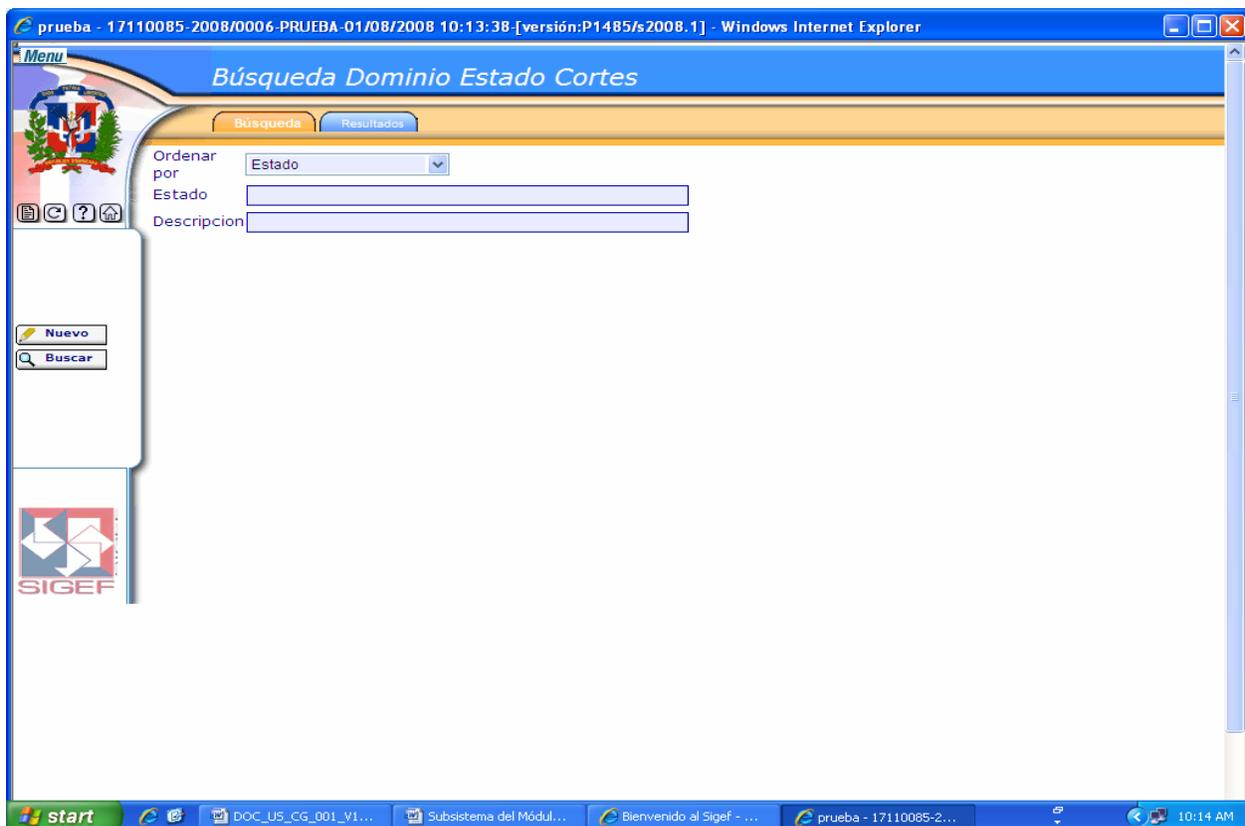 prueba - 17110085-2008/0006-PRUEBA-01/08/2008 10:13:38-[versión:P1485/s2008.1] - Windows Internet Explorer
Menu
Búsqueda Dominio Estado Cortes
Búsqueda Resultados
Ordenar por Estado
Estado
Descripcion
Nuevo
Buscar
SIGEF
start DOC_US_CG_001_V1... Subsistema del Módul... Bienvenido al Sigef - ... prueba - 17110085-2... 10:14 AM